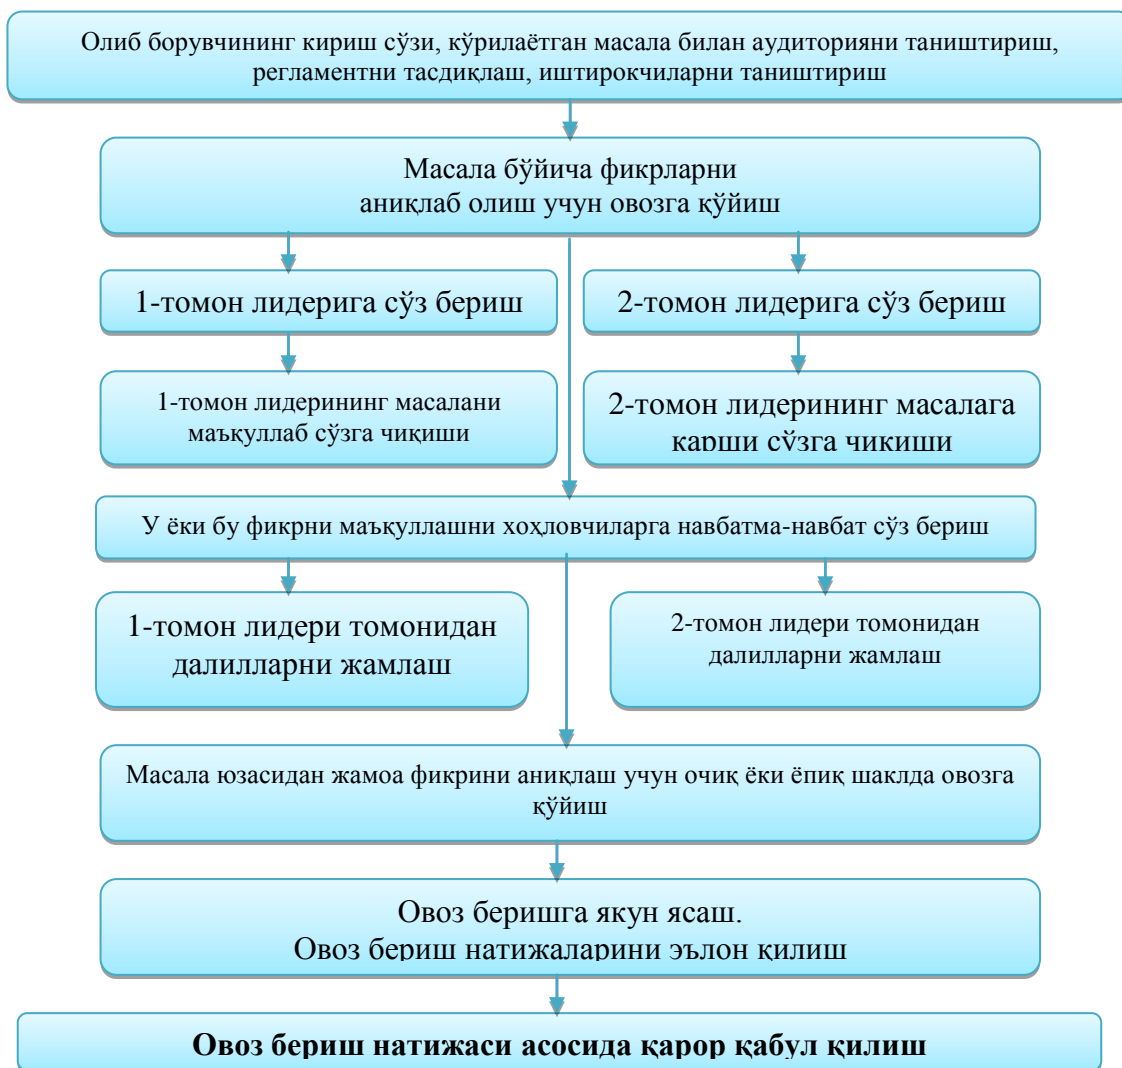 Олиб борувчининг кириш сўзи, кўрилаётган масала билан аудиторияни таништириш,
регламентни тасдиқлаш, иштирокчиларни таништириш
Масала бўйича фикрларни
аниқлаб олиш учун овозга қўйиш
1-томон лидерига сўз бериш
2-томон лидерига сўз бериш
1-томон лидерининг масалани
маъқуллаб сўзга чиқиши
2-томон лидерининг масалага
қарши сўзга чиқиши
У ёки бу фикрни маъқуллашни хоҳловчиларга навбатма-навбат сўз бериш
1-томон лидери томонидан
далилларни жамлаш
2-томон лидери томонидан
далилларни жамлаш
Масала юзасидан жамоа фикрини аниқлаш учун очиқ ёки ёпиқ шаклда овозга
қўйиш
Овоз беришга якун ясаш.
Овоз бериш натижаларини эълон қилиш
Овоз бериш натижаси асосида қарор қабул қилиш